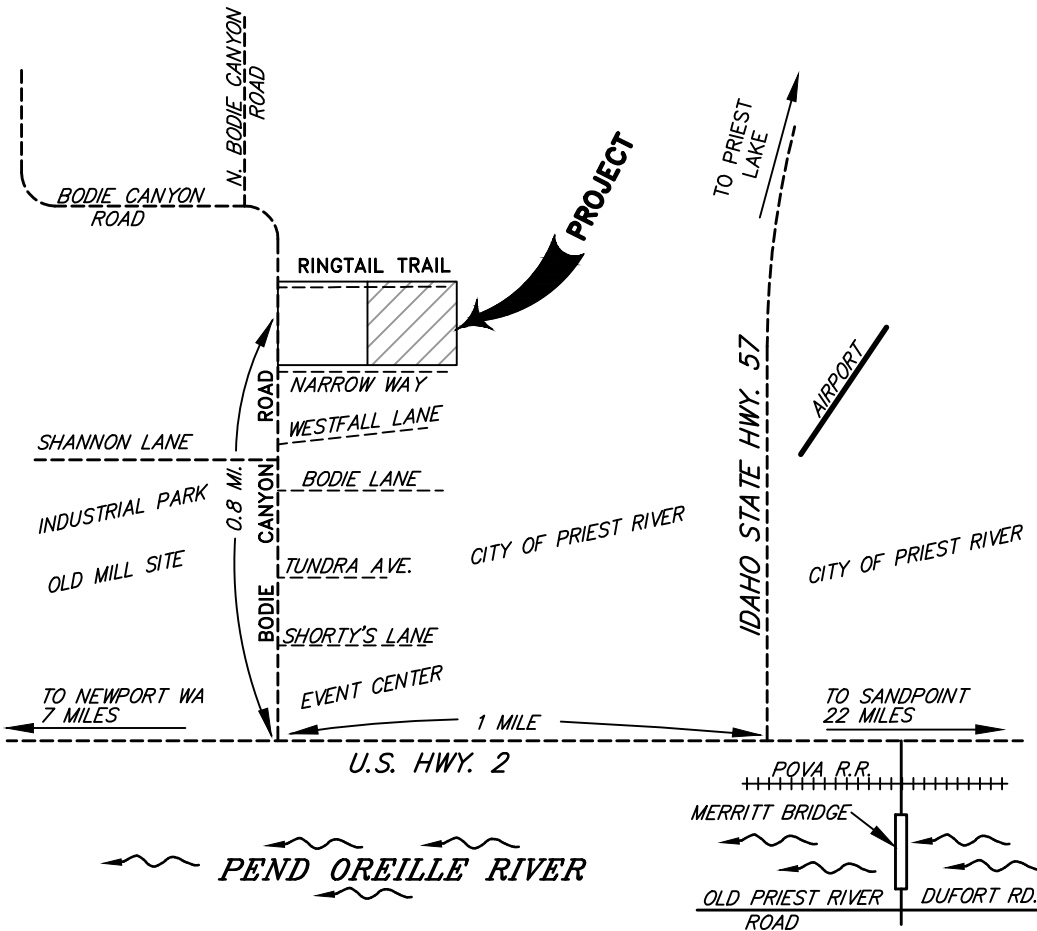 N. BODIE CANYON
ROAD
BODIE CANYON
ROAD
TO PRIEST
LAKE
PROJECT
RINGTAIL TRAIL
NARROW WAY
WESTFALL LANE
SHANNON LANE
BODIE LANE
INDUSTRIAL PARK
OLD MILL SITE
0.8 MI.
BODIE CANYON ROAD
TUNDRA AVE.
SHORTY'S LANE
EVENT CENTER
CITY OF PRIEST RIVER
IDAHO STATE HWY. 57
AIRPORT
CITY OF PRIEST RIVER
TO NEWPORT WA
7 MILES
1 MILE
TO SANDPOINT
22 MILES
U.S. HWY. 2
POVA R.R.
MERRITT BRIDGE
PEND OREILLE RIVER
OLD PRIEST RIVER
ROAD
DUFORT RD.